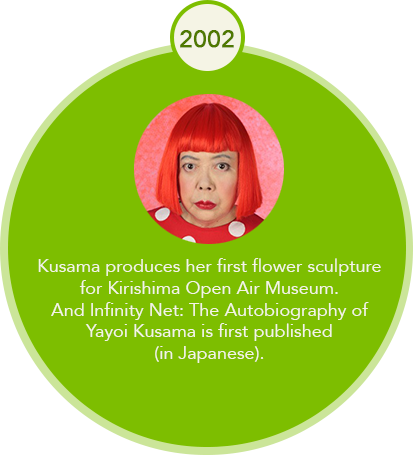 2002
Kusama produces her first flower sculpture
for Kirishima Open Air Museum.
And Infinity Net: The Autobiography of
Yayoi Kusama is first published
(in Japanese).